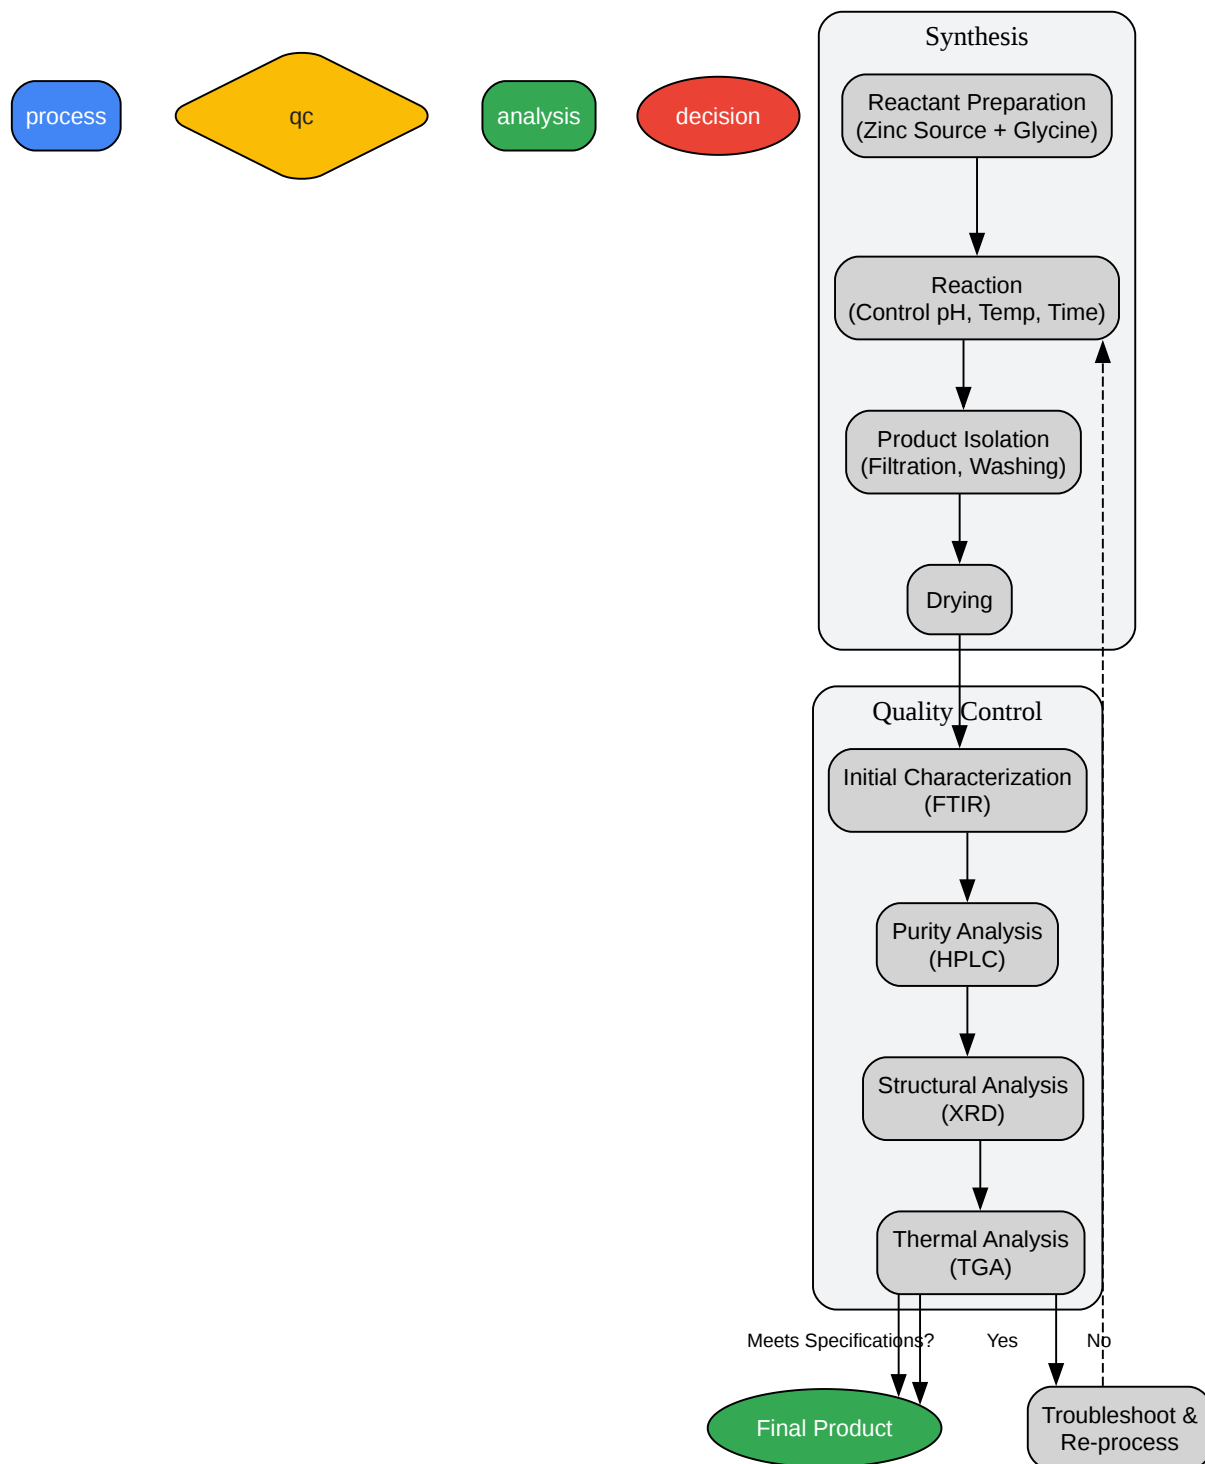 Synthesis
process
qc
analysis
decision
Reactant Preparation
(Zinc Source + Glycine)
Reaction
(Control pH, Temp, Time)
Product Isolation
(Filtration, Washing)
Drying
Quality Control
Initial Characterization
(FTIR)
Purity Analysis
(HPLC)
Structural Analysis
(XRD)
Thermal Analysis
(TGA)
Meets Specifications?
Yes
No
Final Product
Troubleshoot &
Re-process